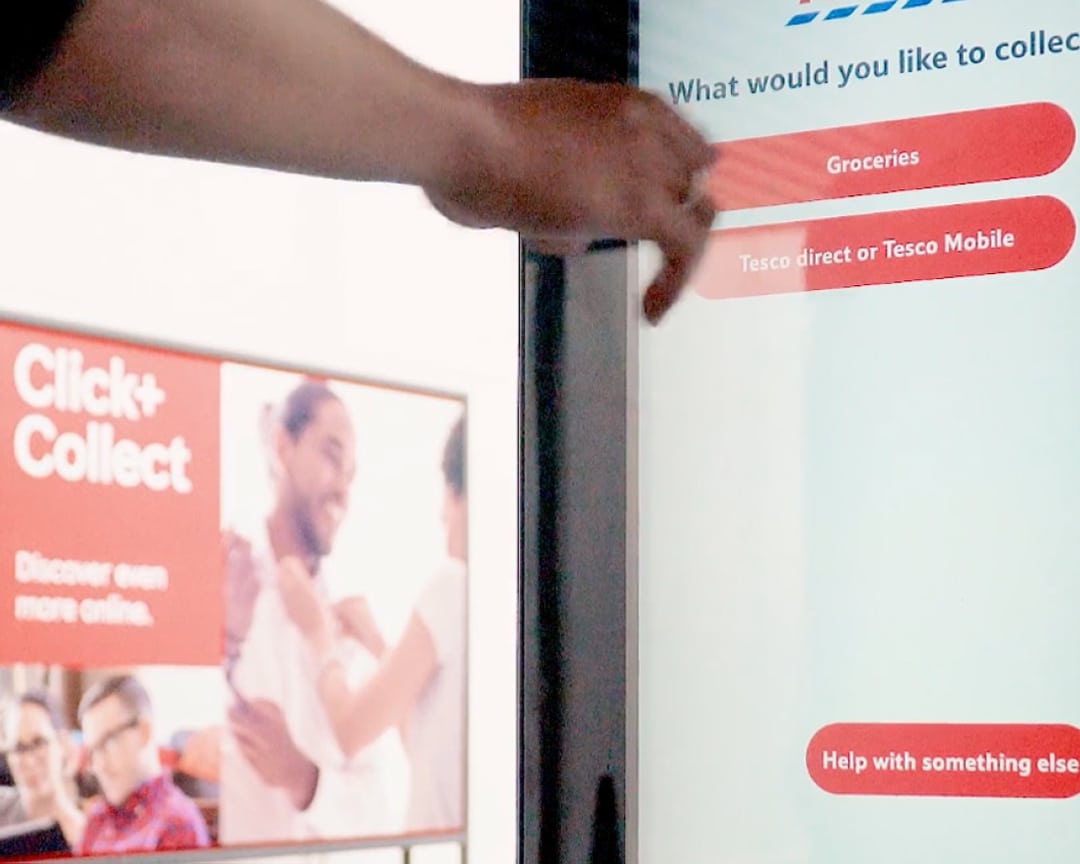 What would you like to collec
Groceries
Tesco direct or Tesco Mobile
Click+
Collect
Discover even
more online.
Help with something else